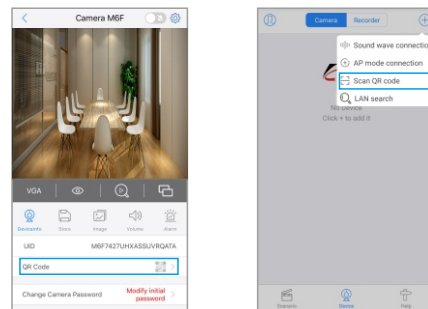 Camera M6F
VGA
DeviceInfo
Store
Image
Volume
Alarm
UID
M6F7427UHXASSUVRQATA
QR Code
Change Camera Password
Modify initial
password
Camera
Recorder
Sound wave connectio
AP mode connection
Scan QR code
LAN search
No Device
Click + to add it
Scenario
Device
Help